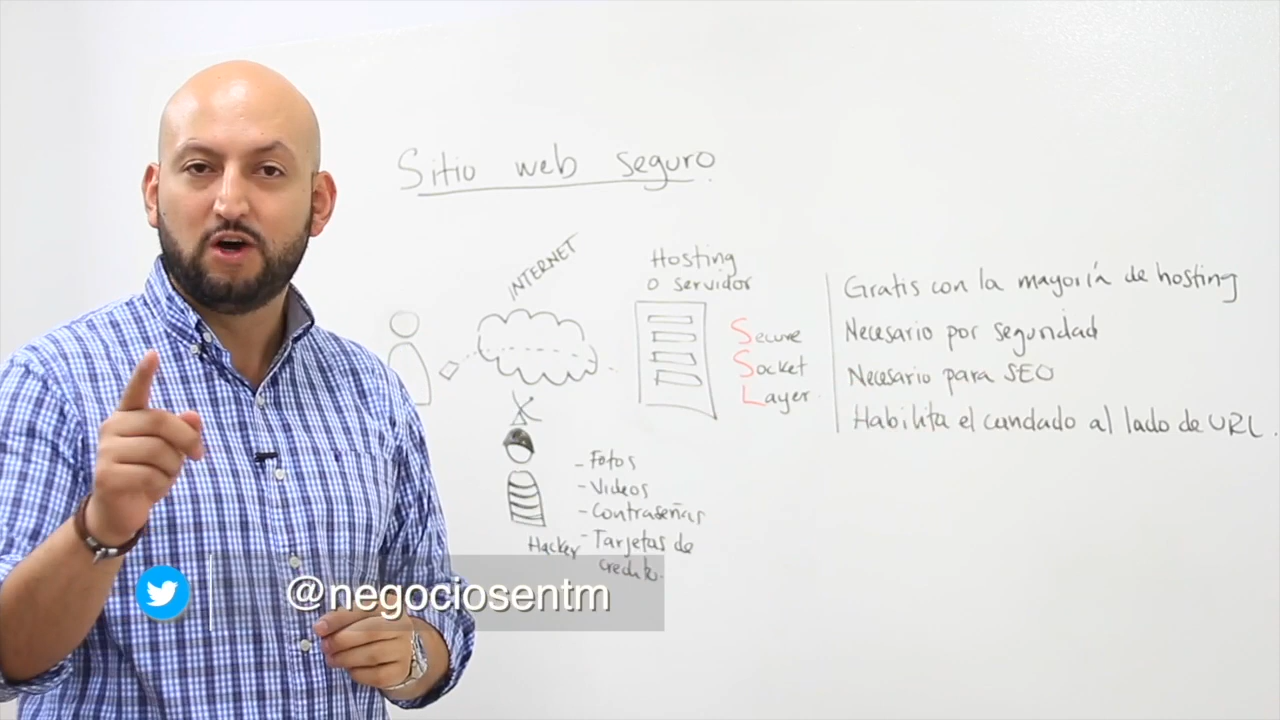 Sitio web seguro
INTERNET
Hosting
o servidor
Secure
Socket
Layer
Gratis con la mayoría de hosting
Necesario por seguridad
Necesario para SEO
Habilita el candado al lado de URL.
Hacker
- Fotos
- Videos
- Contraseñas
- Tarjetas de
credito.
@negociosentm